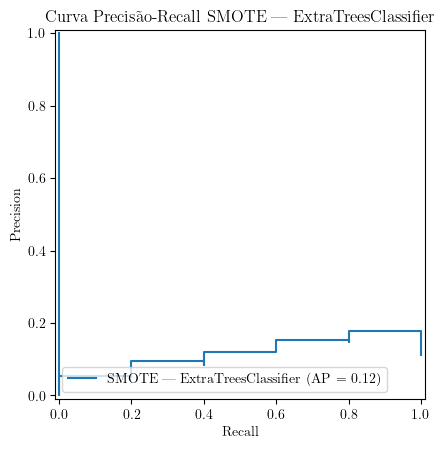 Curva Precisão-Recall SMOTE — ExtraTreesClassifier
1.0
0.8
0.6
0.4
0.2
0.0
Precision
SMOTE — ExtraTreesClassifier (AP = 0.12)
0.0 0.2 0.4 0.6 0.8 1.0
Recall